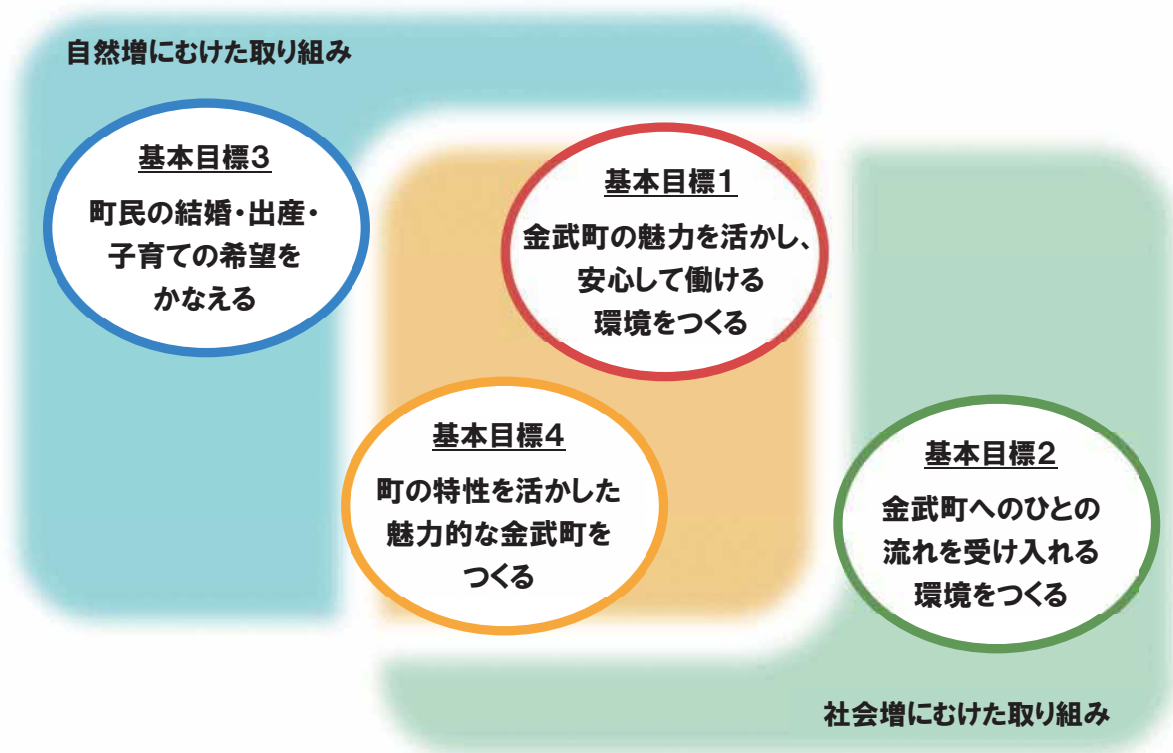 自然増にむけた取り組み
基本目標3
町民の結婚・出産・
子育ての希望を
かなえる
基本目標1
金武町の魅力を活かし、
安心して働ける
環境をつくる
基本目標4
町の特性を活かした
魅力的な金武町を
つくる
基本目標2
金武町へのひとの
流れを受け入れる
環境をつくる
社会増にむけた取り組み